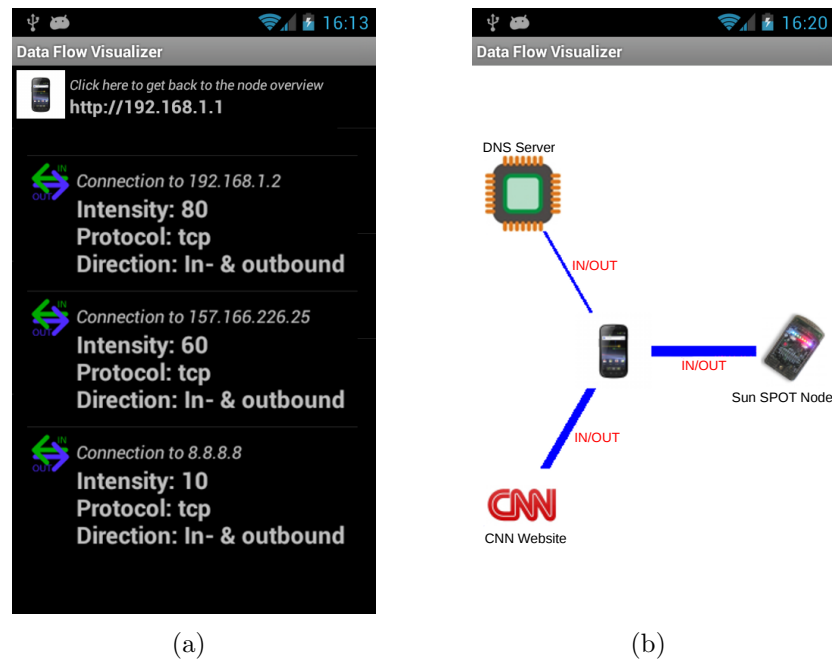 16:13
Data Flow Visualizer
Click here to get back to the node overview
http://192.168.1.1
IN
OUT
Connection to 192.168.1.2
Intensity: 80
Protocol: tcp
Direction: In- & outbound
IN
OUT
Connection to 157.166.226.25
Intensity: 60
Protocol: tcp
Direction: In- & outbound
IN
OUT
Connection to 8.8.8.8
Intensity: 10
Protocol: tcp
Direction: In- & outbound
(a)
16:20
Data Flow Visualizer
DNS Server
IN/OUT
IN/OUT
Sun SPOT Node
IN/OUT
CNN
CNN Website
(b)